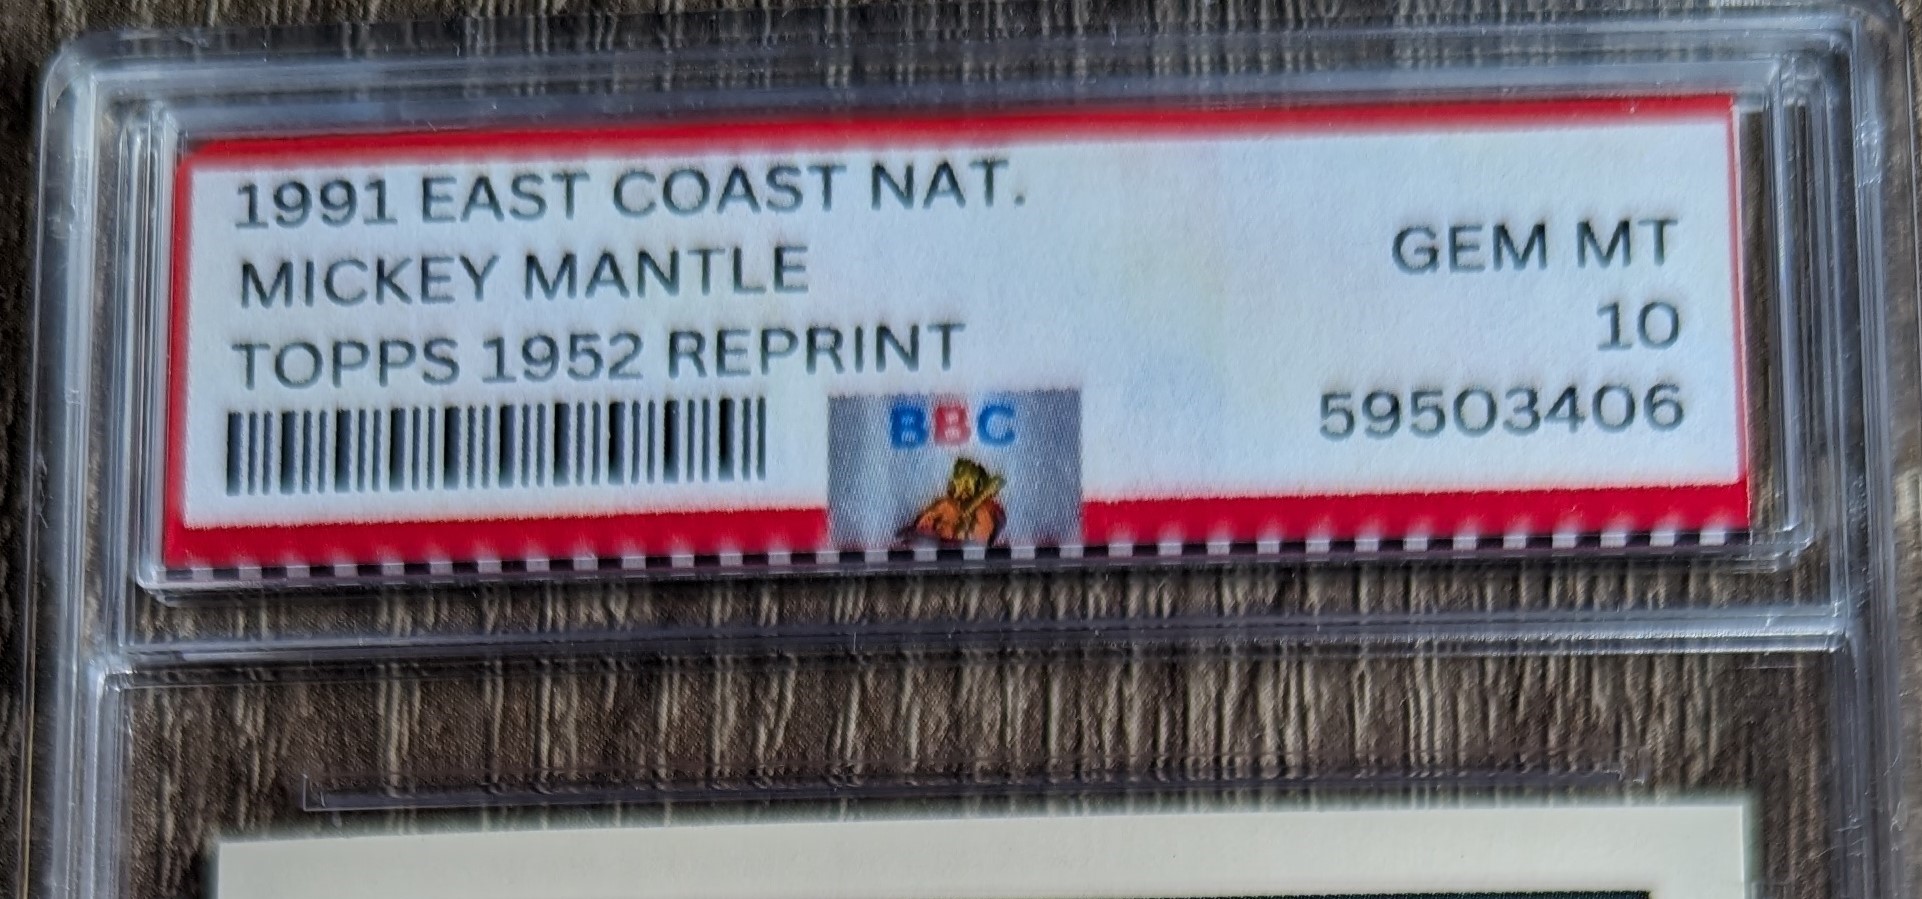 1991 EAST COAST NAT.
MICKEY MANTLE
TOPPS 1952 REPRINT
GEM MT
10
59503406
BBC